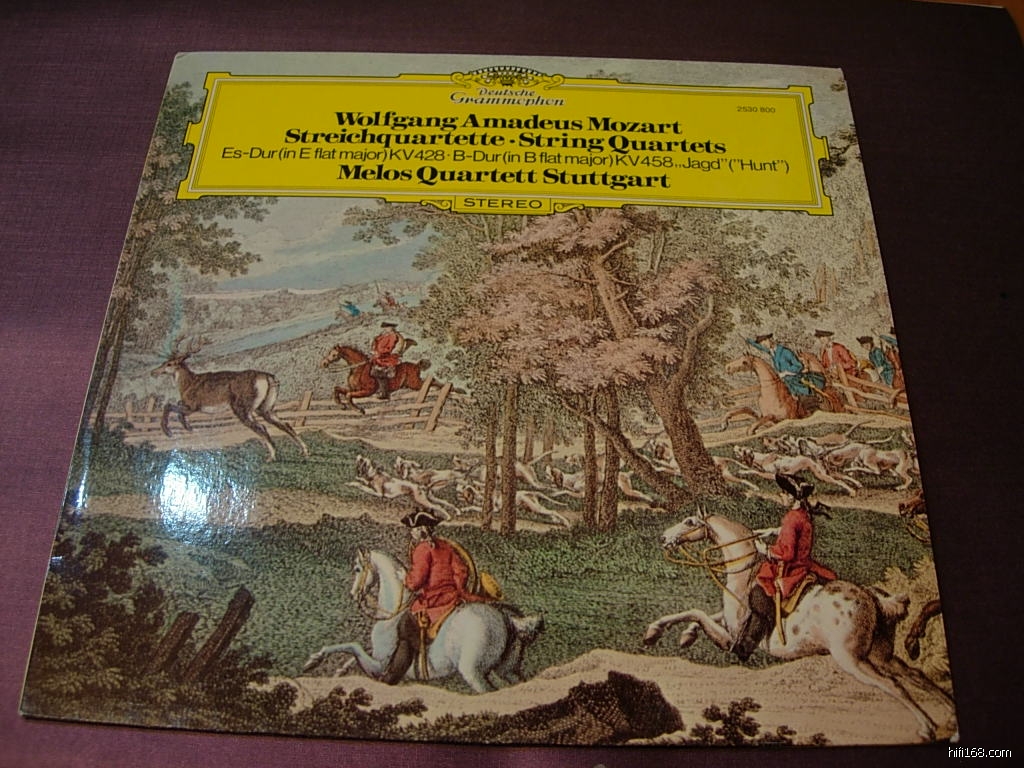 Deutsche
Grammophon
2530 800
Wolfgang Amadeus Mozart
Streichquartette · String Quartets
Es-Dur (in E flat major) KV 428 · B-Dur (in B flat major) KV 458 „Jagd” ("Hunt")
Melos Quartett Stuttgart
STEREO
hifi168.com